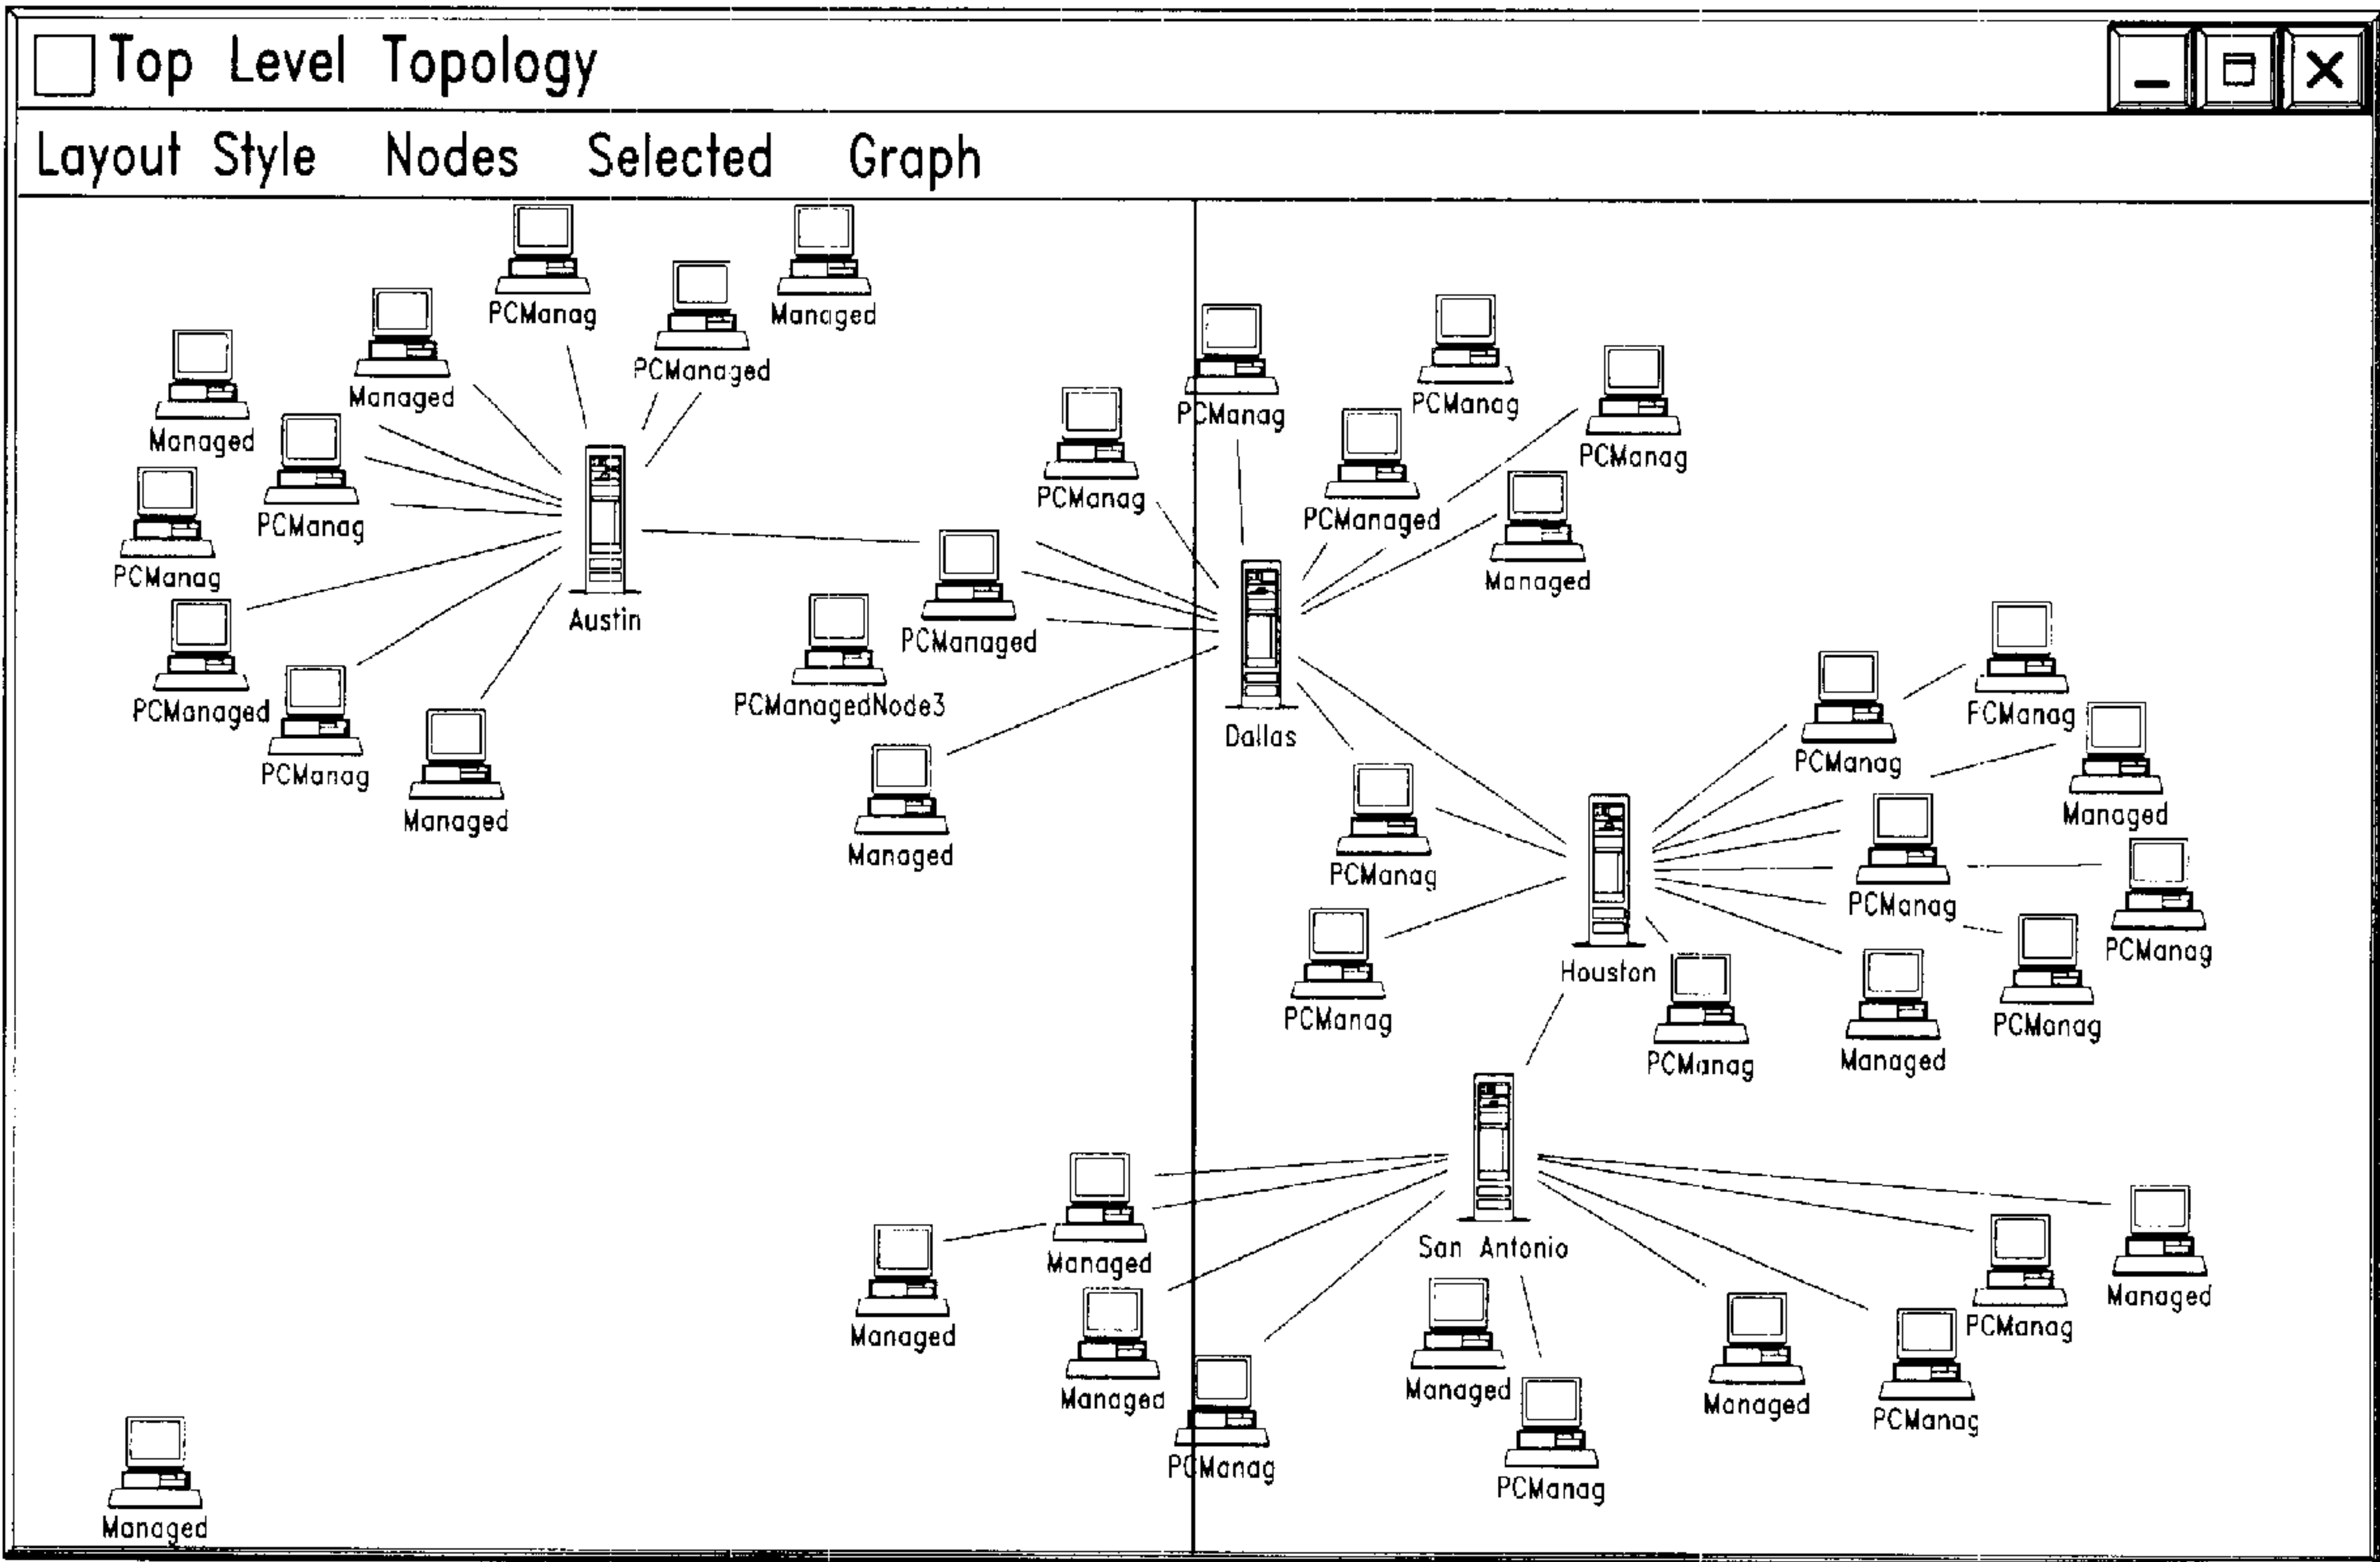 Top Level Topology
Layout Style Nodes Selected Graph
PCManag
Managed
PCManaged
Managed
Managed
PCManag
PCManag
PCManaged
PCManag
Managed
Austin
PCManag
PCManag
PCManag
PCManaged
PCManag
Managed
PCManaged
PCManagedNode3
Managed
Dallas
PCManag
PCManag
PCManag
PCManag
Managed
PCManag
PCManag
PCManag
Managed
PCManag
Houston
PCManag
San Antonio
Managed
Managed
Managed
PCManag
Managed
PCManag
Managed
PCManag
PCManag
Managed
Managed